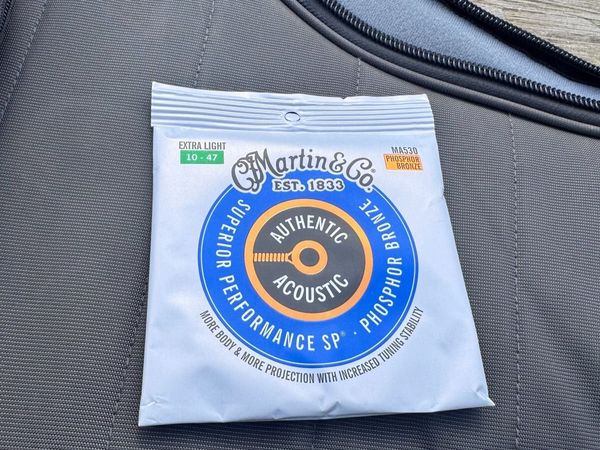 EXTRA LIGHT
10 - 47
MA530
PHOSPHOR
BRONZE
Martin & Co.
EST. 1833
AUTHENTIC
ACOUSTIC
SUPERIOR PERFORMANCE SP® · PHOSPHOR BRONZE
MORE BODY & MORE PROJECTION WITH INCREASED TUNING STABILITY